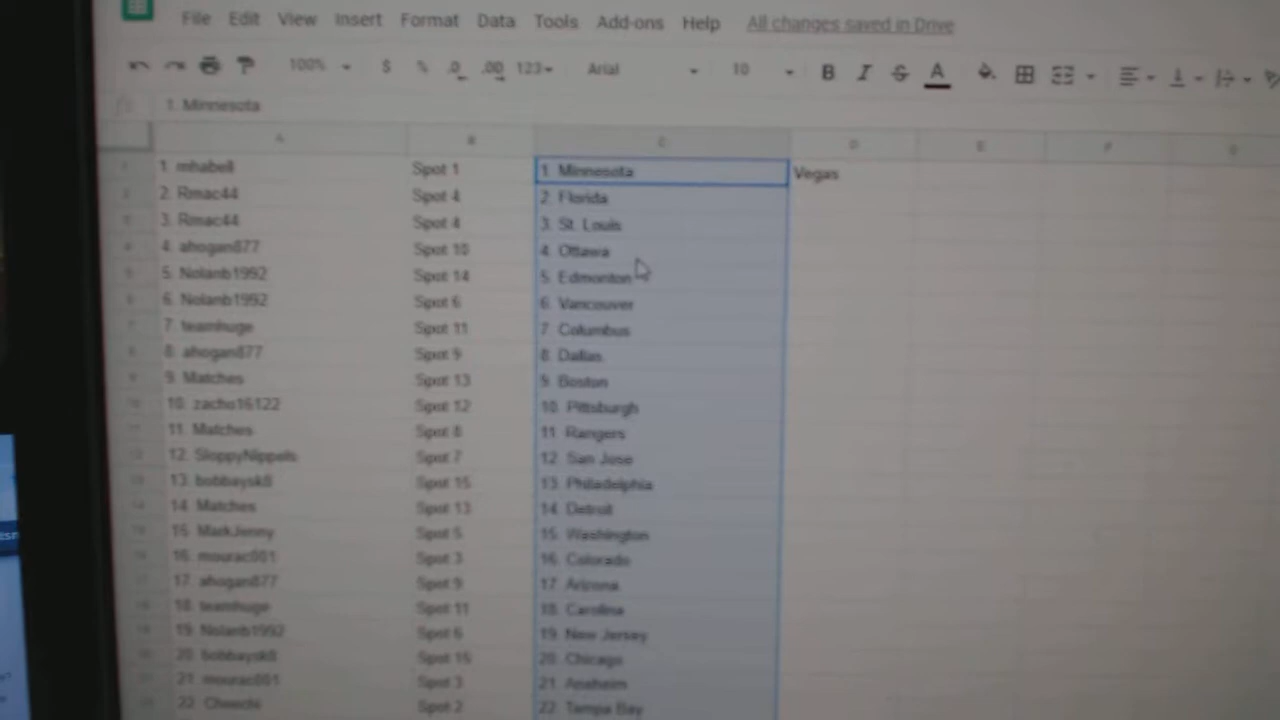 File Edit View Insert Format Data Tools Add-ons Help All changes saved in Drive
100% $ % .0 .00 123 Arial 10 B I S A
1. Minnesota
A B C D E F G
1. mhabell Spot 1 1. Minnesota Vegas
2. Rmac44 Spot 4 2. Florida
3. Rmac44 Spot 4 3. St. Louis
4. ahogan877 Spot 10 4. Ottawa
5. Nolanb1992 Spot 14 5. Edmonton
6. Nolanb1992 Spot 6 6. Vancouver
7. teamhuge Spot 11 7. Columbus
8. ahogan877 Spot 9 8. Dallas
9. Matches Spot 13 9. Boston
10. zacho16122 Spot 12 10. Pittsburgh
11. Matches Spot 8 11. Rangers
12. SloppyNippels Spot 7 12. San Jose
13. bobbaysk8 Spot 15 13. Philadelphia
14. Matches Spot 13 14. Detroit
15. MarkJenny Spot 5 15. Washington
16. mourac001 Spot 3 16. Colorado
17. ahogan877 Spot 9 17. Arizona
18. teamhuge Spot 11 18. Carolina
19. Nolanb1992 Spot 6 19. New Jersey
20. bobbaysk8 Spot 15 20. Chicago
21. mourac001 Spot 3 21. Anaheim
22. Spot 2 22. Tampa Bay